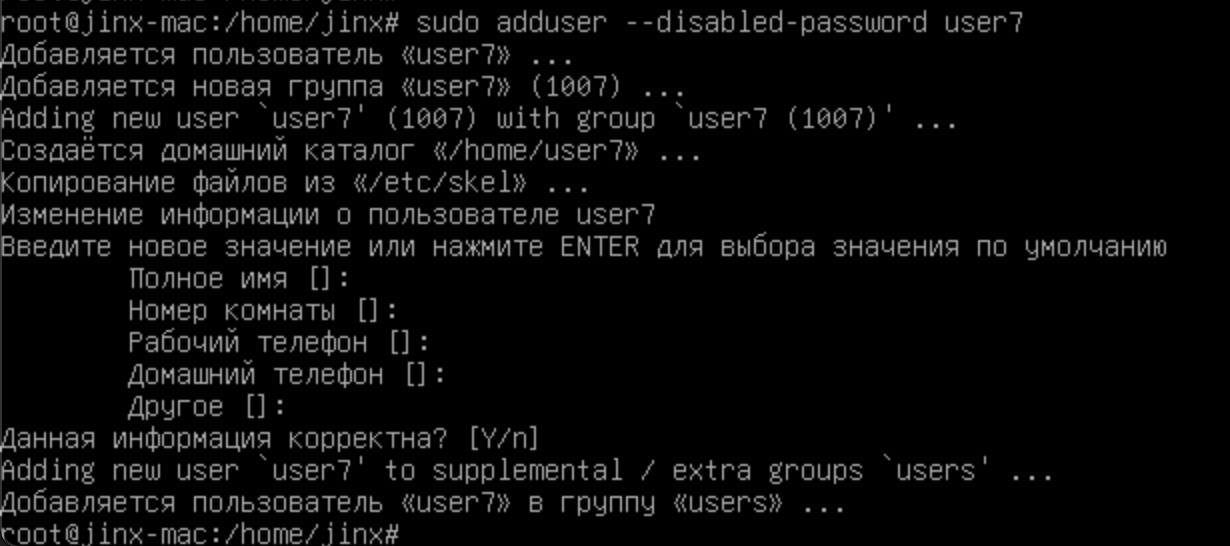 root@jinx-mac:/home/jinx# sudo adduser --disabled-password user7
Добавляется пользователь «user7» ...
Добавляется новая группа «user7» (1007) ...
Adding new user `user7' (1007) with group `user7 (1007)' ...
Создаётся домашний каталог «/home/user7» ...
Копирование файлов из «/etc/skel» ...
Изменение информации о пользователе user7
Введите новое значение или нажмите ENTER для выбора значения по умолчанию
Полное имя []:
Номер комнаты []:
Рабочий телефон []:
Домашний телефон []:
Другое []:
Данная информация корректна? [Y/n]
Adding new user `user7' to supplemental / extra groups `users' ...
Добавляется пользователь «user7» в группу «users» ...
root@jinx-mac:/home/jinx#